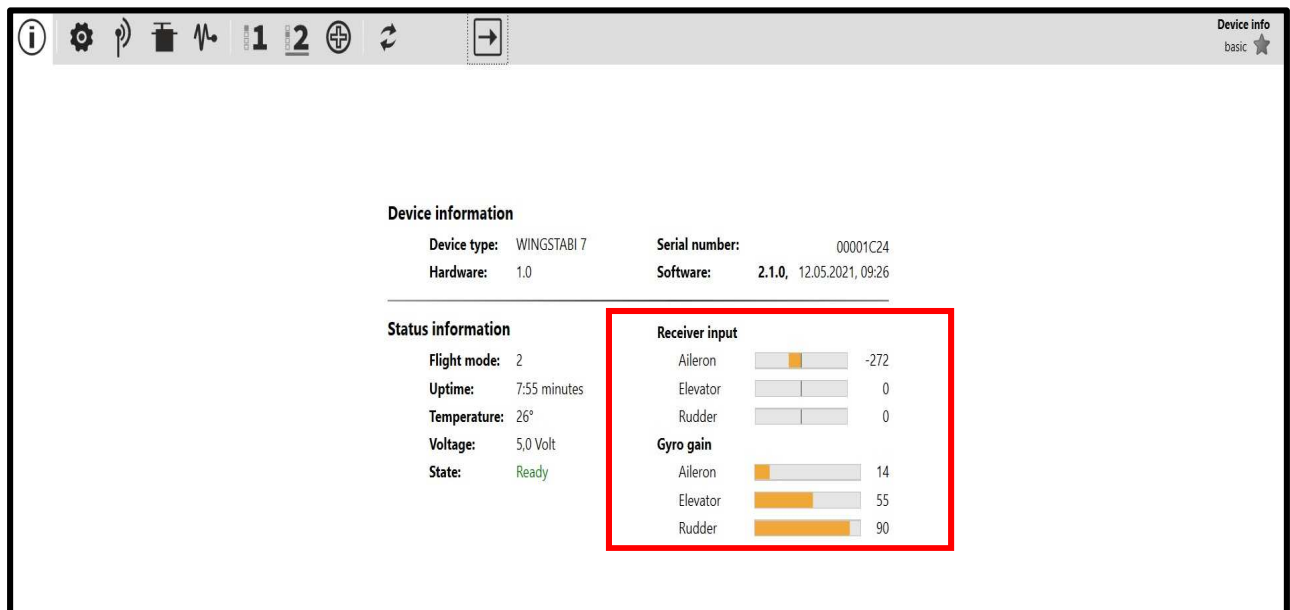 1 2
Device info
basic
Device information
Device type: WINGSTABI 7 Serial number: 00001C24
Hardware: 1.0 Software: 2.1.0, 12.05.2021, 09:26
Status information
Flight mode: 2
Uptime: 7:55 minutes
Temperature: 26°
Voltage: 5,0 Volt
State: Ready
Receiver input
Aileron -272
Elevator 0
Rudder 0
Gyro gain
Aileron 14
Elevator 55
Rudder 90